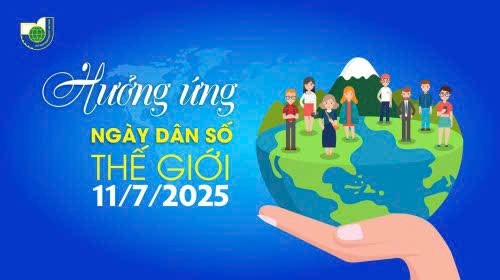 Hưởng ứng
NGÀY DÂN SỐ
THẾ GIỚI
11/7/2025